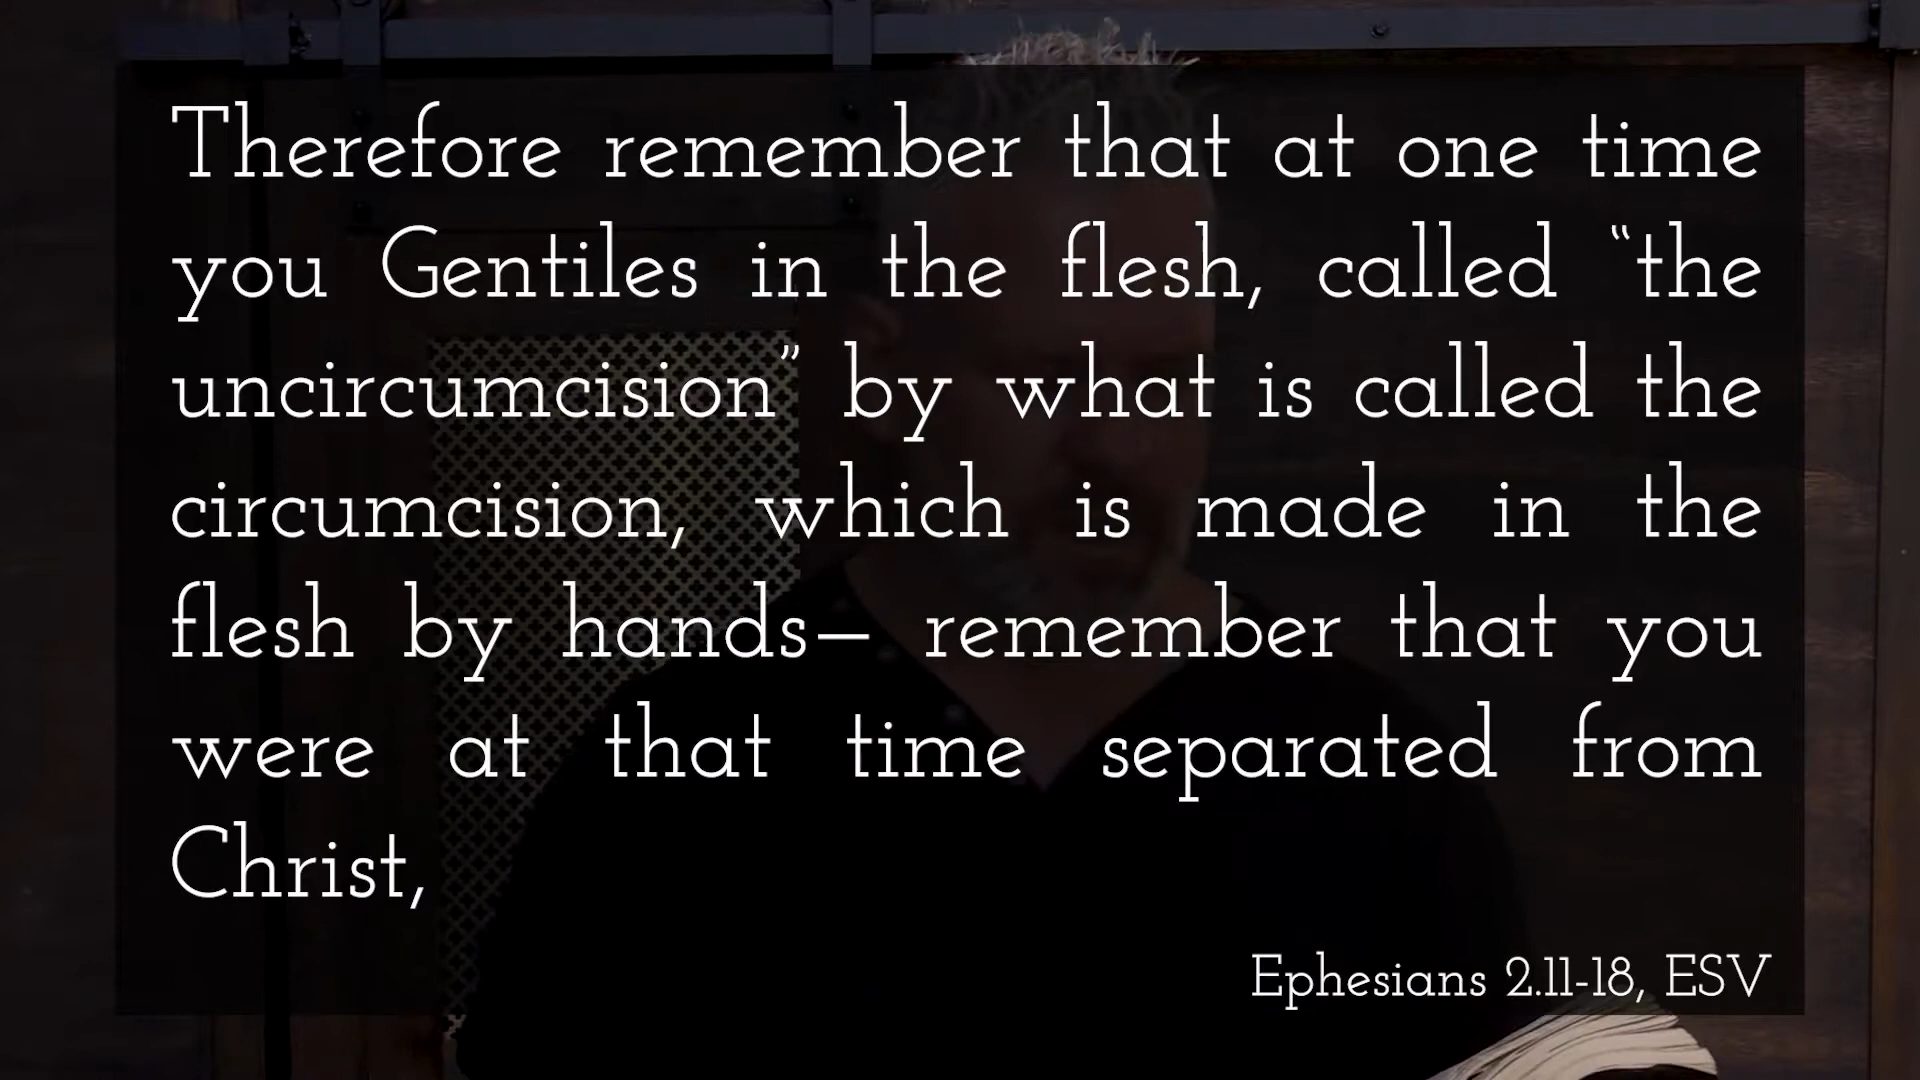 Therefore remember that at one time
you Gentiles in the flesh, called “the
uncircumcision” by what is called the
circumcision, which is made in the
flesh by hands— remember that you
were at that time separated from
Christ,
Ephesians 2.11-18, ESV